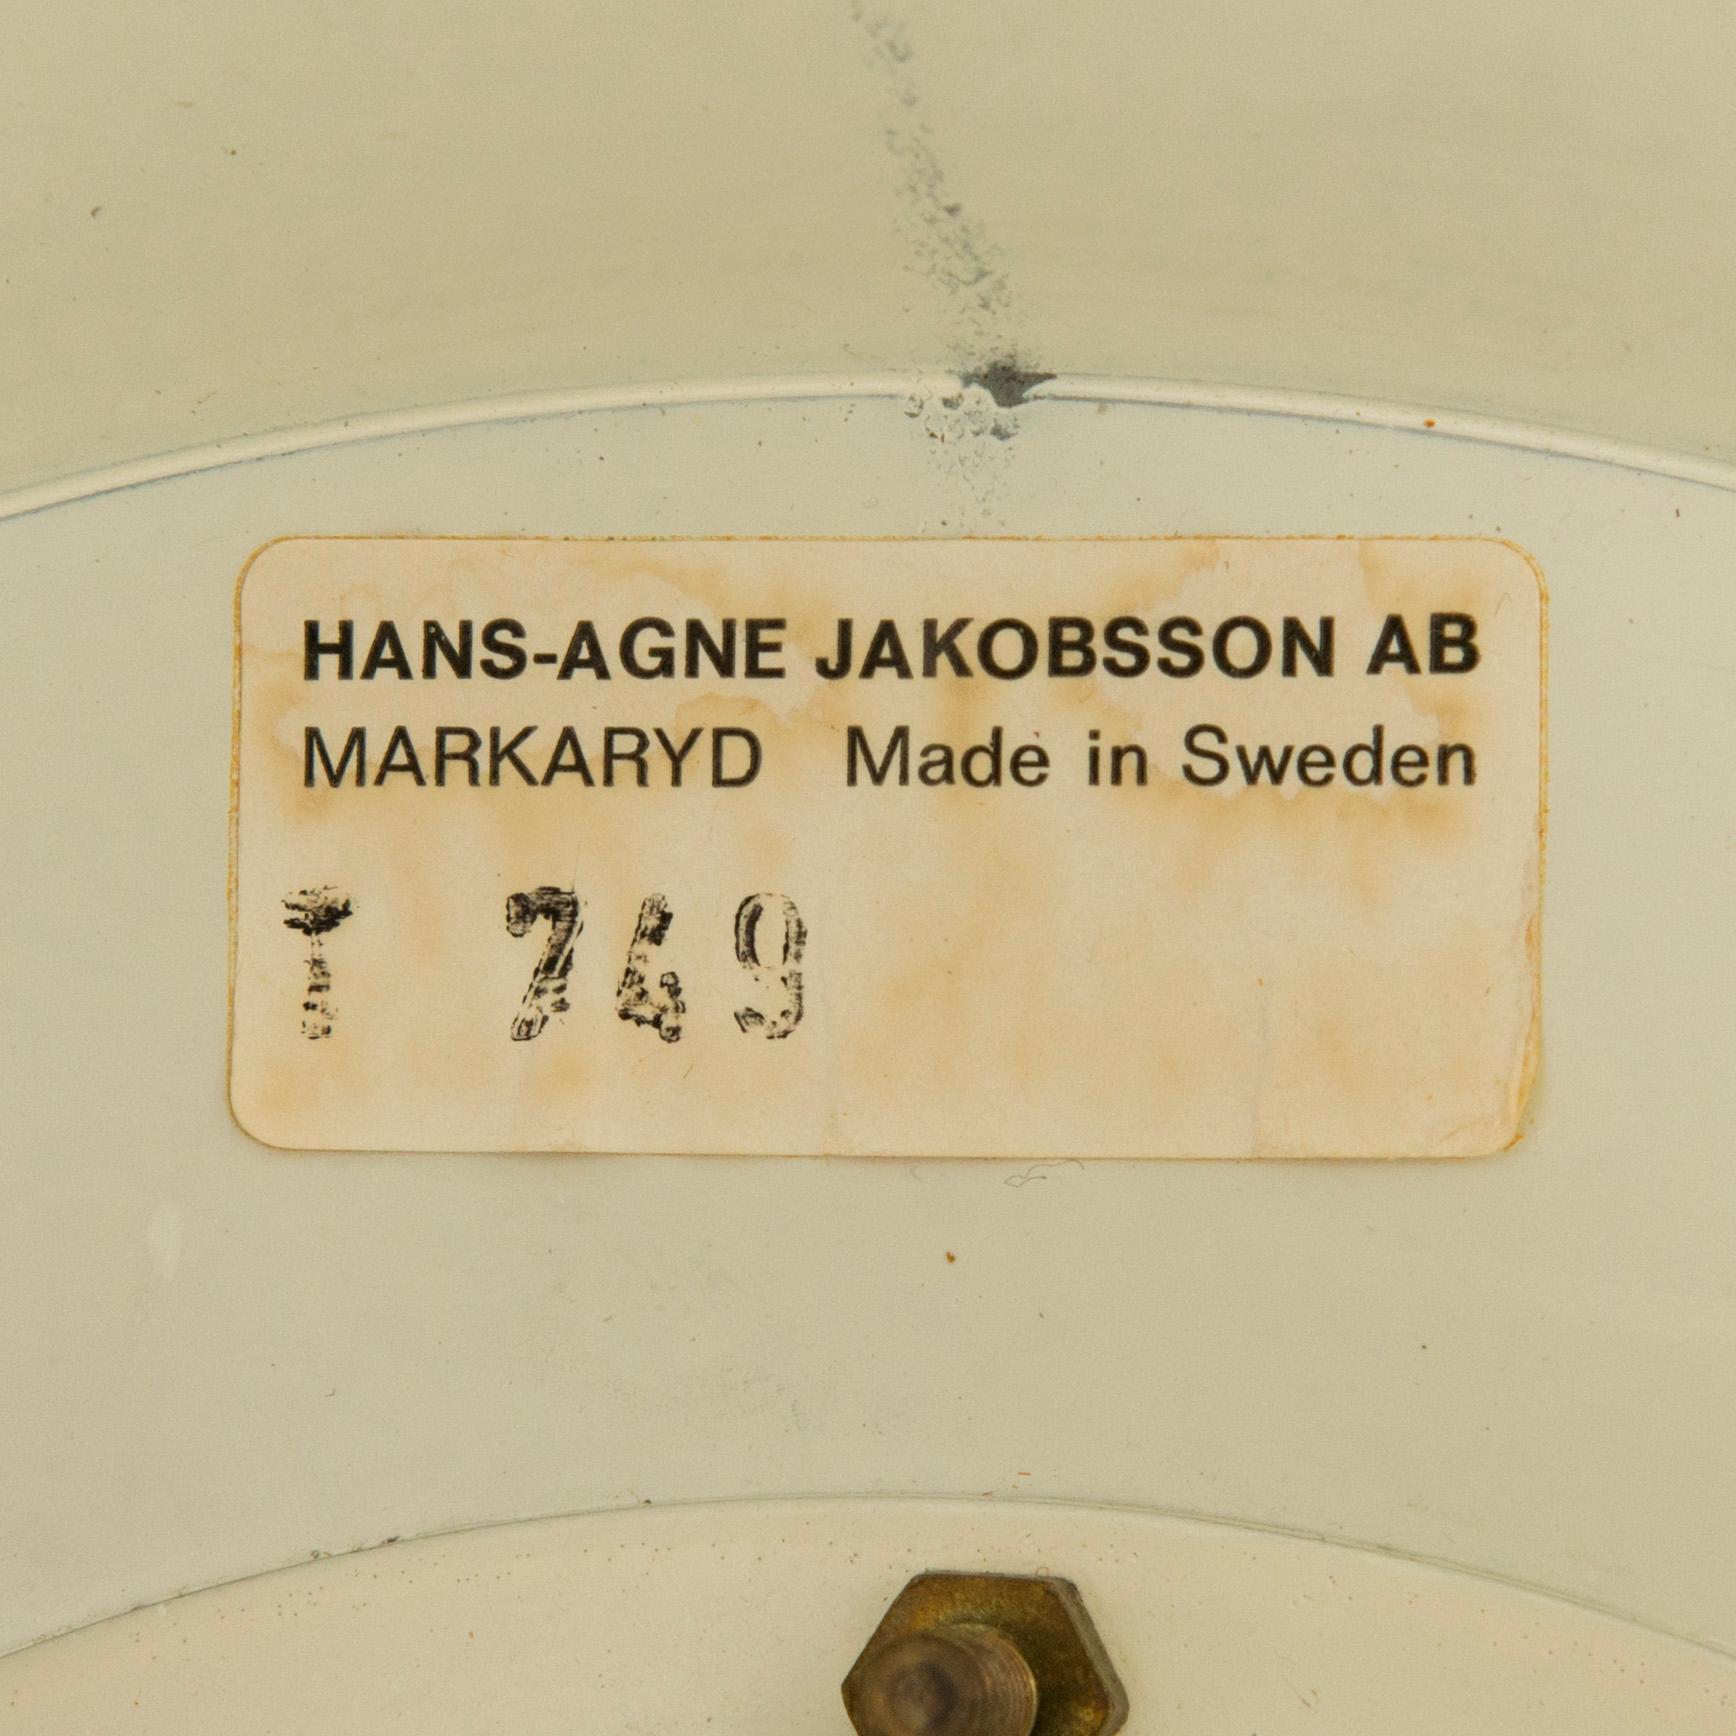 HANS-AGNE JAKOBSSON AB
MARKARYD Made in Sweden
T 749